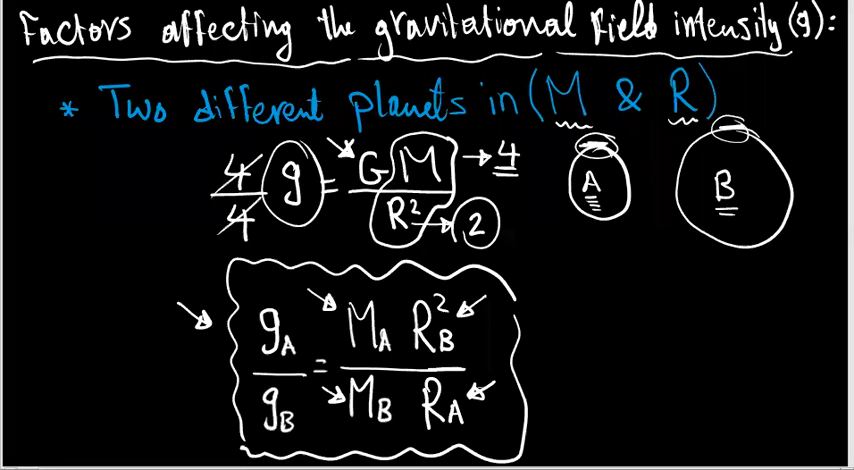 Factors affecting the gravitational field intensity (g):
* Two different planets in (M & R)
4/4 g = GM/R² → 4 → (2)
A B
gA/gB = MA RB²/MB RA